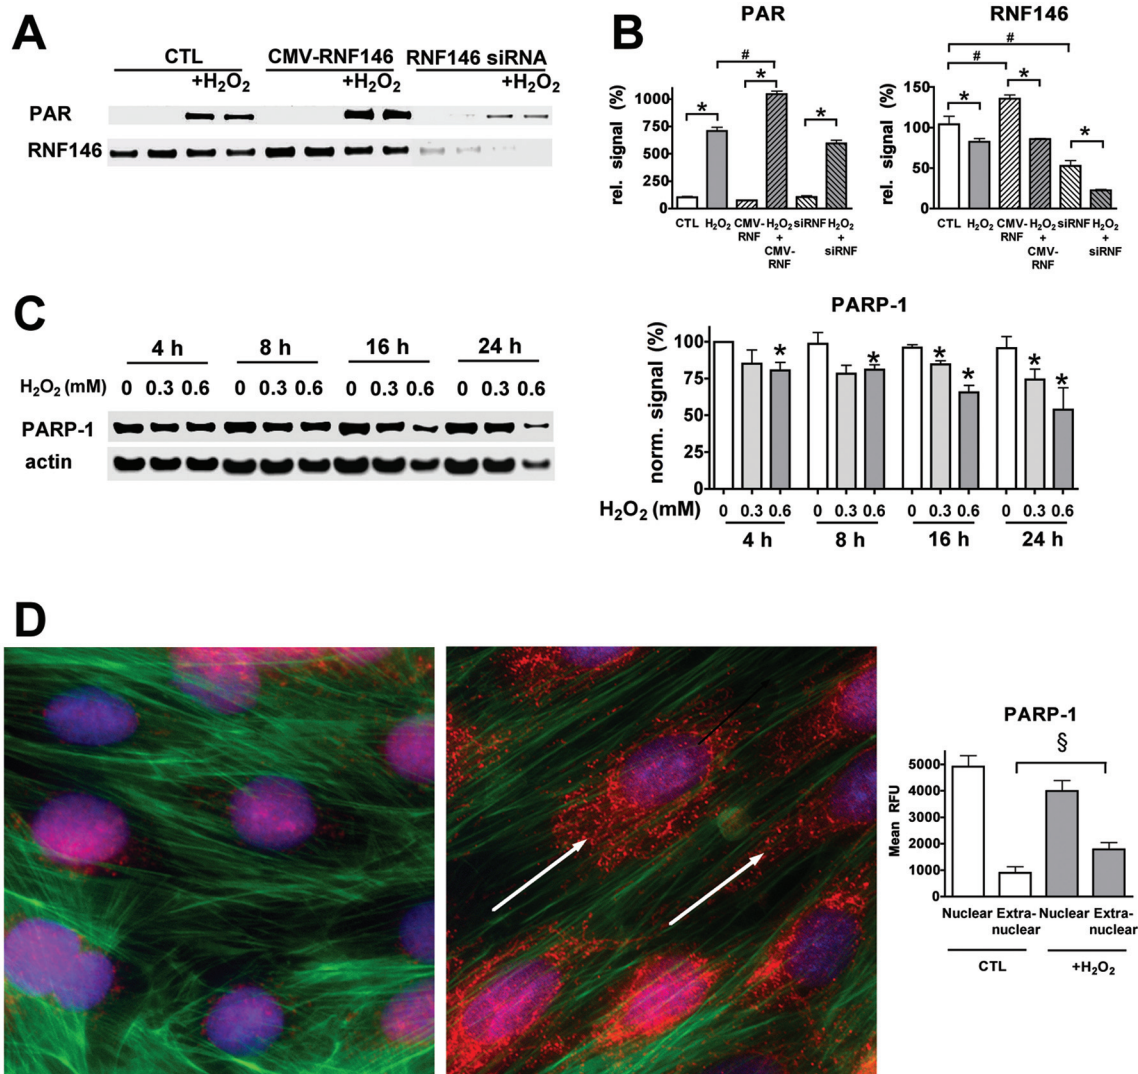 A
CTL CMV-RNF146 RNF146 siRNA
+H₂O₂ +H₂O₂ +H₂O₂
PAR
RNF146
B
PAR
rel. signal (%)
1000
750
500
250
0
* # * *
CTL H₂O₂ CMV-RNF H₂O₂ + CMV-RNF siRNF H₂O₂ + siRNF
RNF146
rel. signal (%)
150
100
50
0
# # * * *
CTL H₂O₂ CMV-RNF H₂O₂ + CMV-RNF siRNF H₂O₂ + siRNF
C
4 h 8 h 16 h 24 h
H₂O₂ (mM) 0 0.3 0.6 0 0.3 0.6 0 0.3 0.6 0 0.3 0.6
PARP-1
actin
PARP-1
norm. signal (%)
100
75
50
25
0
* * * * * *
H₂O₂ (mM) 0 0.3 0.6 0 0.3 0.6 0 0.3 0.6 0 0.3 0.6
4 h 8 h 16 h 24 h
D
PARP-1
§
Mean RFU
5000
4000
3000
2000
1000
0
Nuclear Extra-nuclear Nuclear Extra-nuclear
CTL +H₂O₂